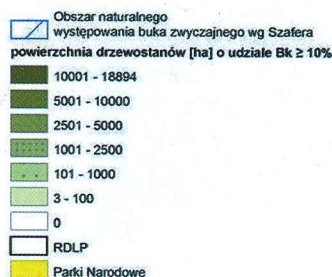 Obszar naturalnego
występowania buka zwyczajnego wg Szafera
powierzchnia drzewostanów [ha] o udziale Bk ≥ 10%
10001 - 18894
5001 - 10000
2501 - 5000
1001 - 2500
101 - 1000
3 - 100
0
RDLP
Parki Narodowe